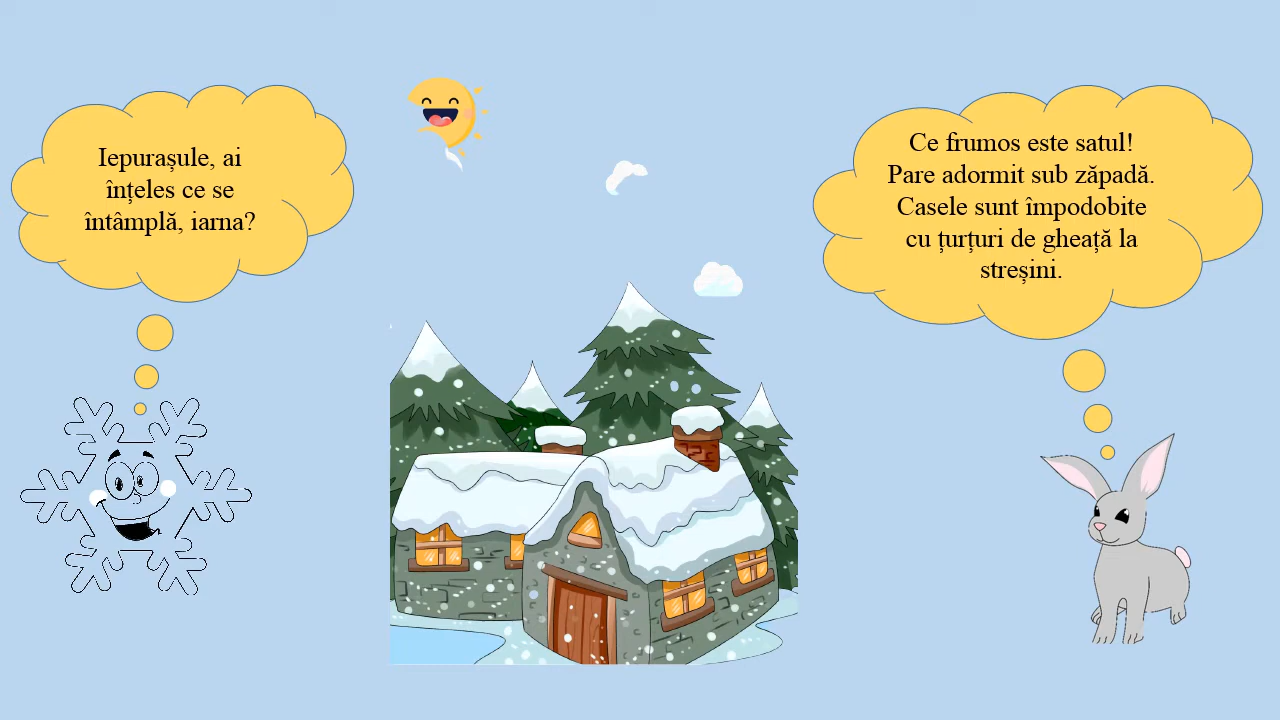 Iepurașule, ai
înțeles ce se
întâmplă, iarna?
Ce frumos este satul!
Pare adormit sub zăpadă.
Casele sunt împodobite
cu țurțuri de gheață la
streșini.